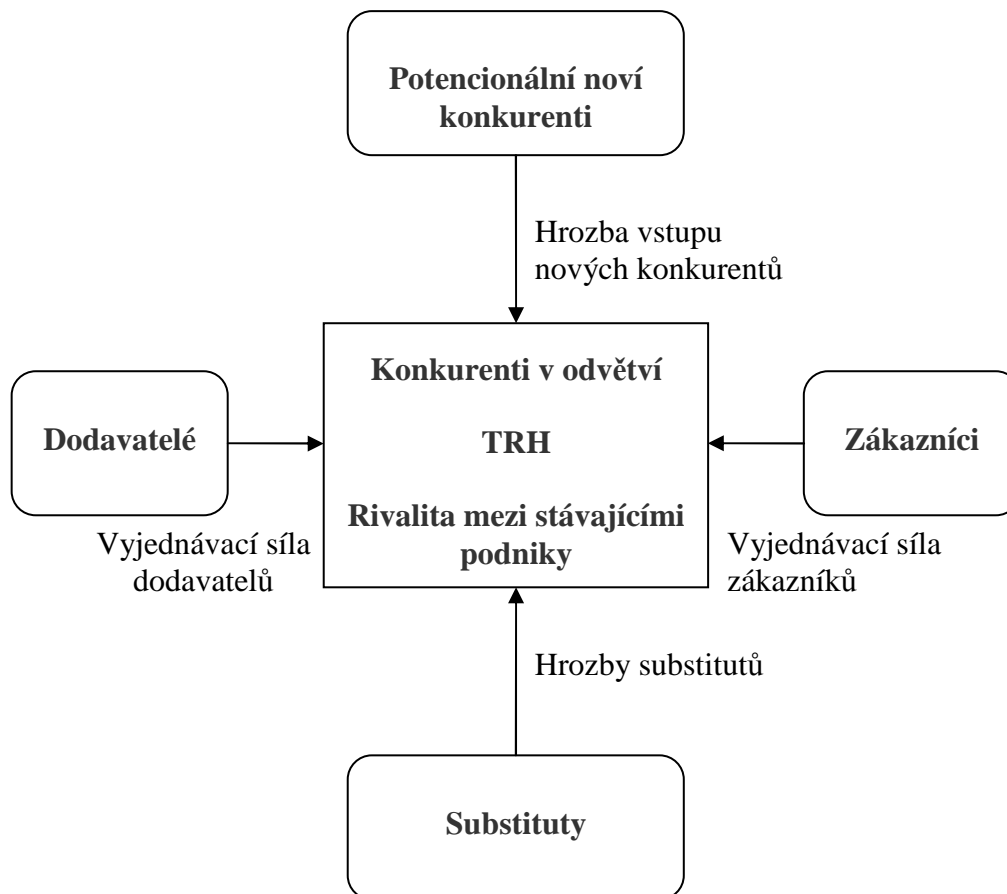 Potencionální noví
konkurenti
Hrozba vstupu
nových konkurentů
Konkurenti v odvětví
TRH
Rivalita mezi stávajícími
podniky
Dodavatelé
Vyjednávací síla
dodavatelů
Zákazníci
Vyjednávací síla
zákazníků
Hrozby substitutů
Substituty